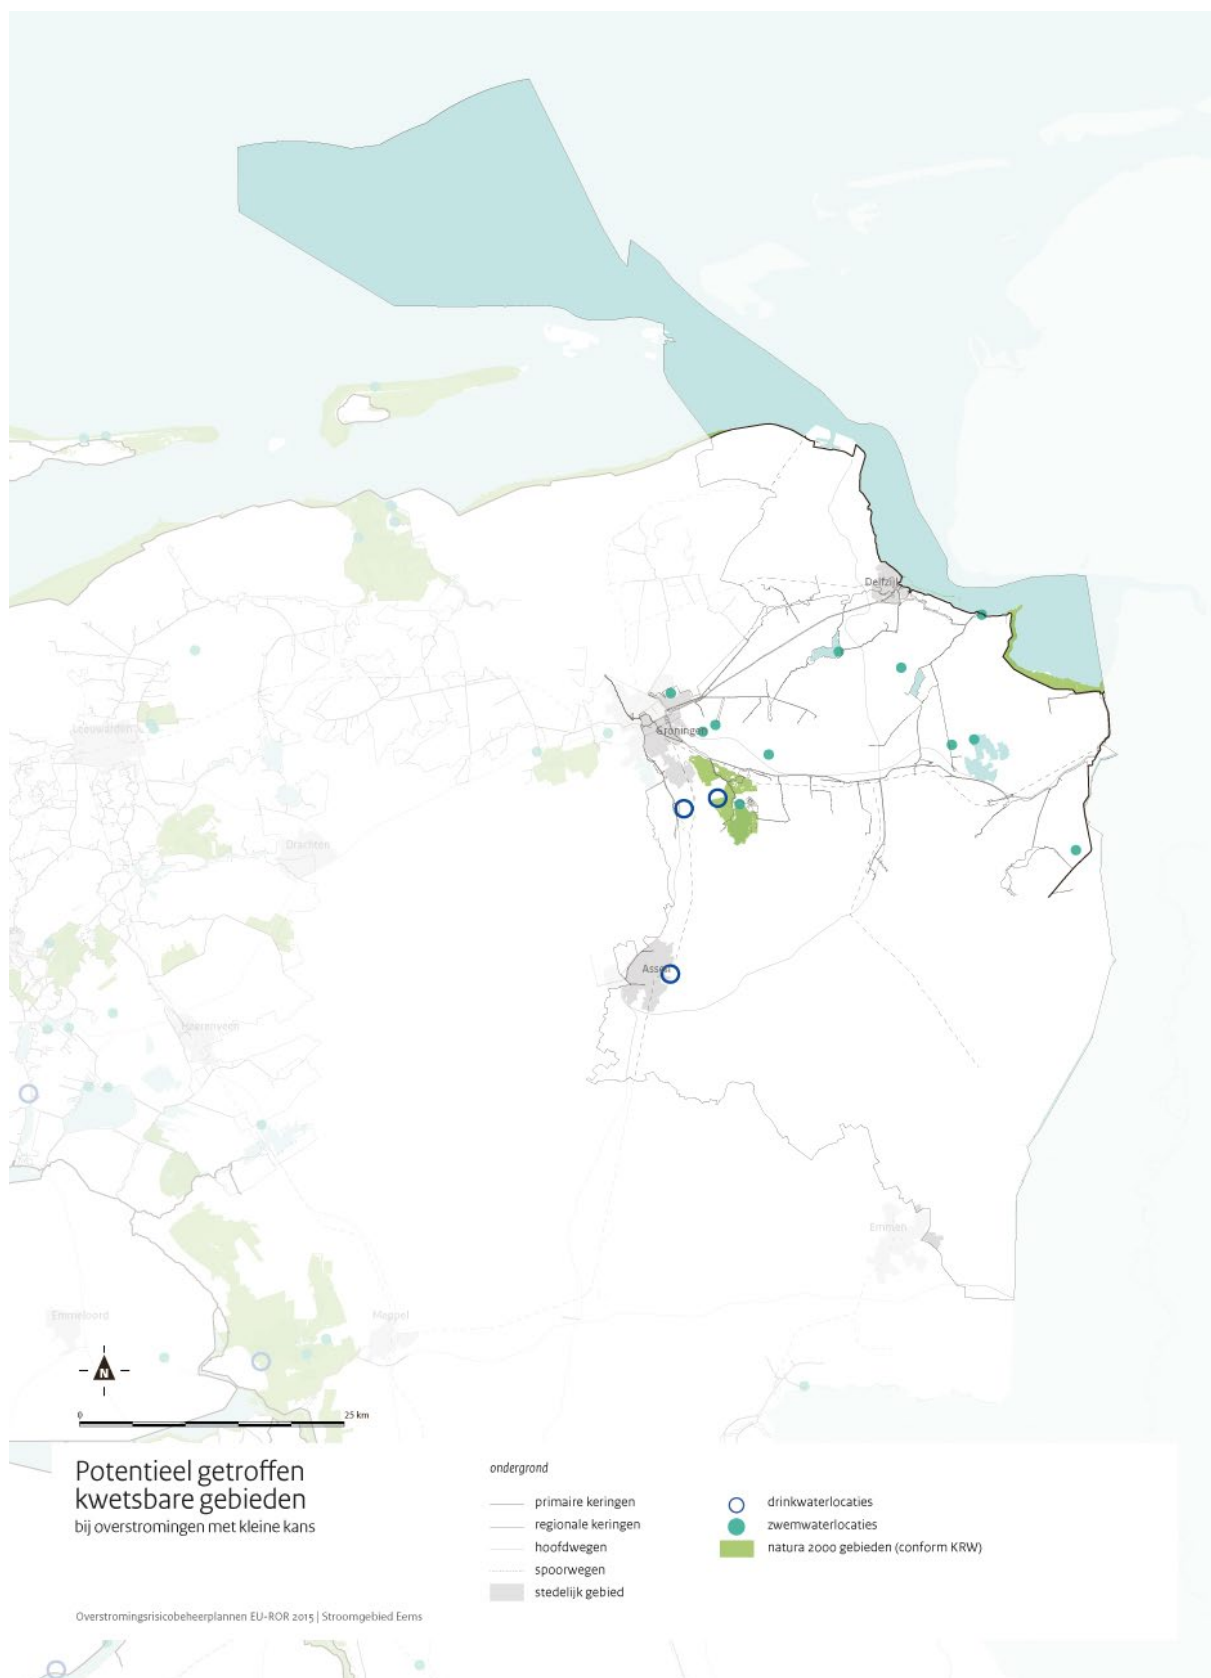 Delfzijl
Groningen
Leeuwarden
Drachten
Assen
Heerenveen
Emmen
Emmeloord
Meppel
N
0
25 km
Potentieel getroffen
kwetsbare gebieden
bij overstromingen met kleine kans
Overstromingsrisicobeheerplannen EU-ROR 2015 | Stroomgebied Eems
ondergrond
primaire keringen
regionale keringen
hoofdwegen
spoorwegen
stedelijk gebied
drinkwaterlocaties
zwemwaterlocaties
natura 2000 gebieden (conform KRW)